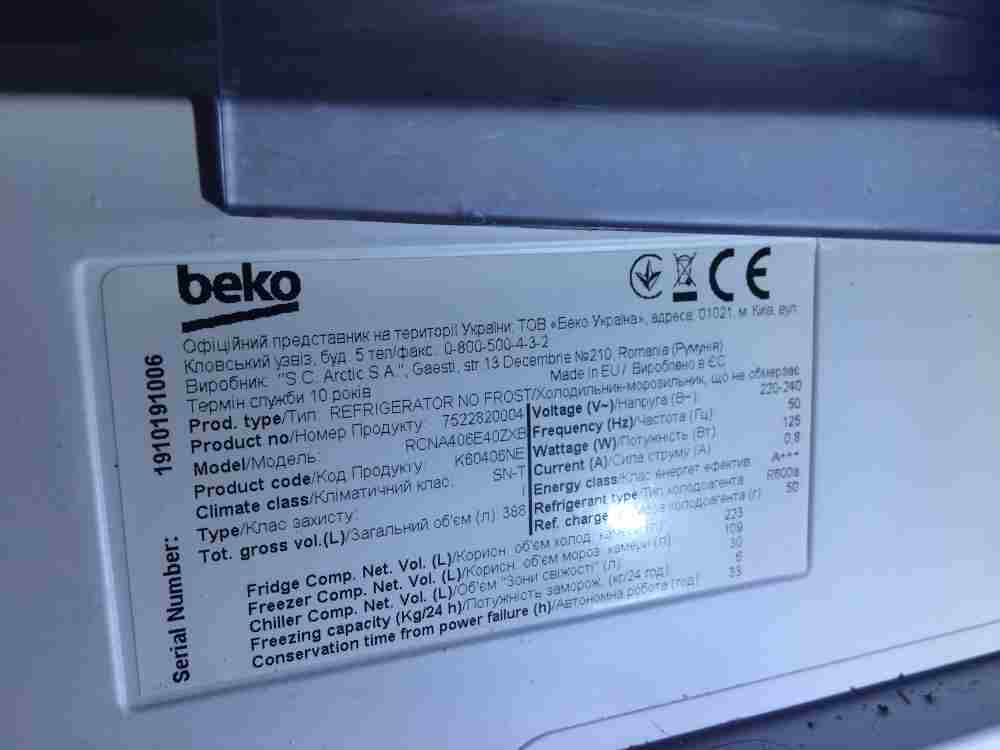 beko
CE
Офіційний представник на території України: ТОВ «Беко Україна», адреса: 01021, м. Київ, вул.
Кловський узвіз, буд. 5 тел/факс.: 0-800-500-4-3-2
Виробник: "S.C. Arctic S.A.", Gaesti, str 13 Decembrie №210, Romania (Румунія)
Термін служби 10 років
Made in EU / Вироблено в ЄС
Prod. type/Тип: REFRIGERATOR NO FROST/Холодильник-морозильник, що не обмерзає
Product no/Номер Продукту: 7522820004
Model/Модель: RCNA406E40ZXB
Product code/Код Продукту: K60406NE
Climate class/Кліматичний клас: SN-T
Type/Клас захисту: I
Tot. gross vol.(L)/Загальний об'єм (л): 388
Voltage (V~)/Напруга (В~): 220-240
Frequency (Hz)/Частота (Гц): 50
Wattage (W)/Потужність (Вт): 125
Current (A)/Сила струму (А): 0,8
Energy class/Клас енергет ефектив: A+++
Refrigerant type/Тип холодоагента: R600a
Ref. charge холодоагента (г): 50
Fridge Comp. Net. Vol. (L)/Корисн. об'єм холод. 223
Freezer Comp. Net. Vol. (L)/Корисн. об'єм мороз. камери (л): 109
Chiller Comp. Net. Vol. (L)/Об'єм "Зони свіжості" (л): 30
Freezing capacity (Kg/24 h)/Потужність заморож. (кг/24 год): 6
Conservation time from power failure (h)/Автономна робота (год):
Serial Number: 1910191006